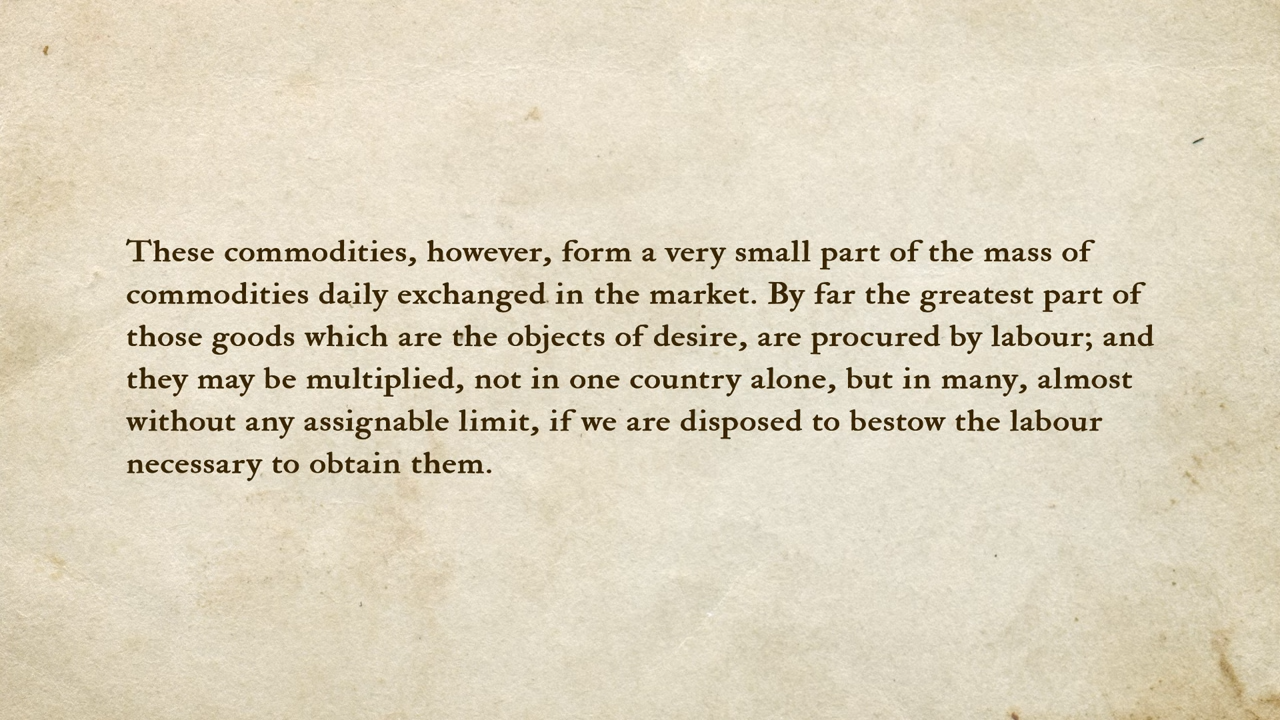 These commodities, however, form a very small part of the mass of
commodities daily exchanged in the market. By far the greatest part of
those goods which are the objects of desire, are procured by labour; and
they may be multiplied, not in one country alone, but in many, almost
without any assignable limit, if we are disposed to bestow the labour
necessary to obtain them.